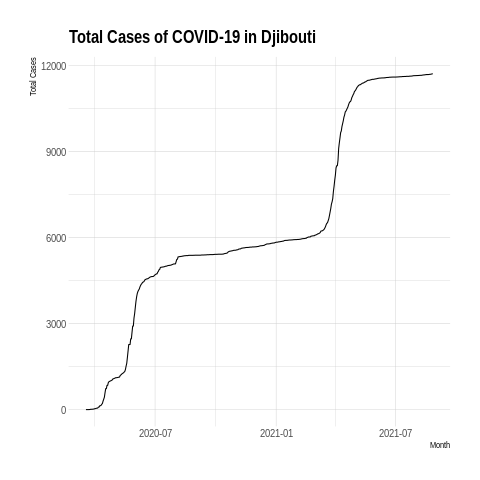 Total Cases of COVID-19 in Djibouti
Total Cases
12000
9000
6000
3000
0
2020-07
2021-01
2021-07
Month